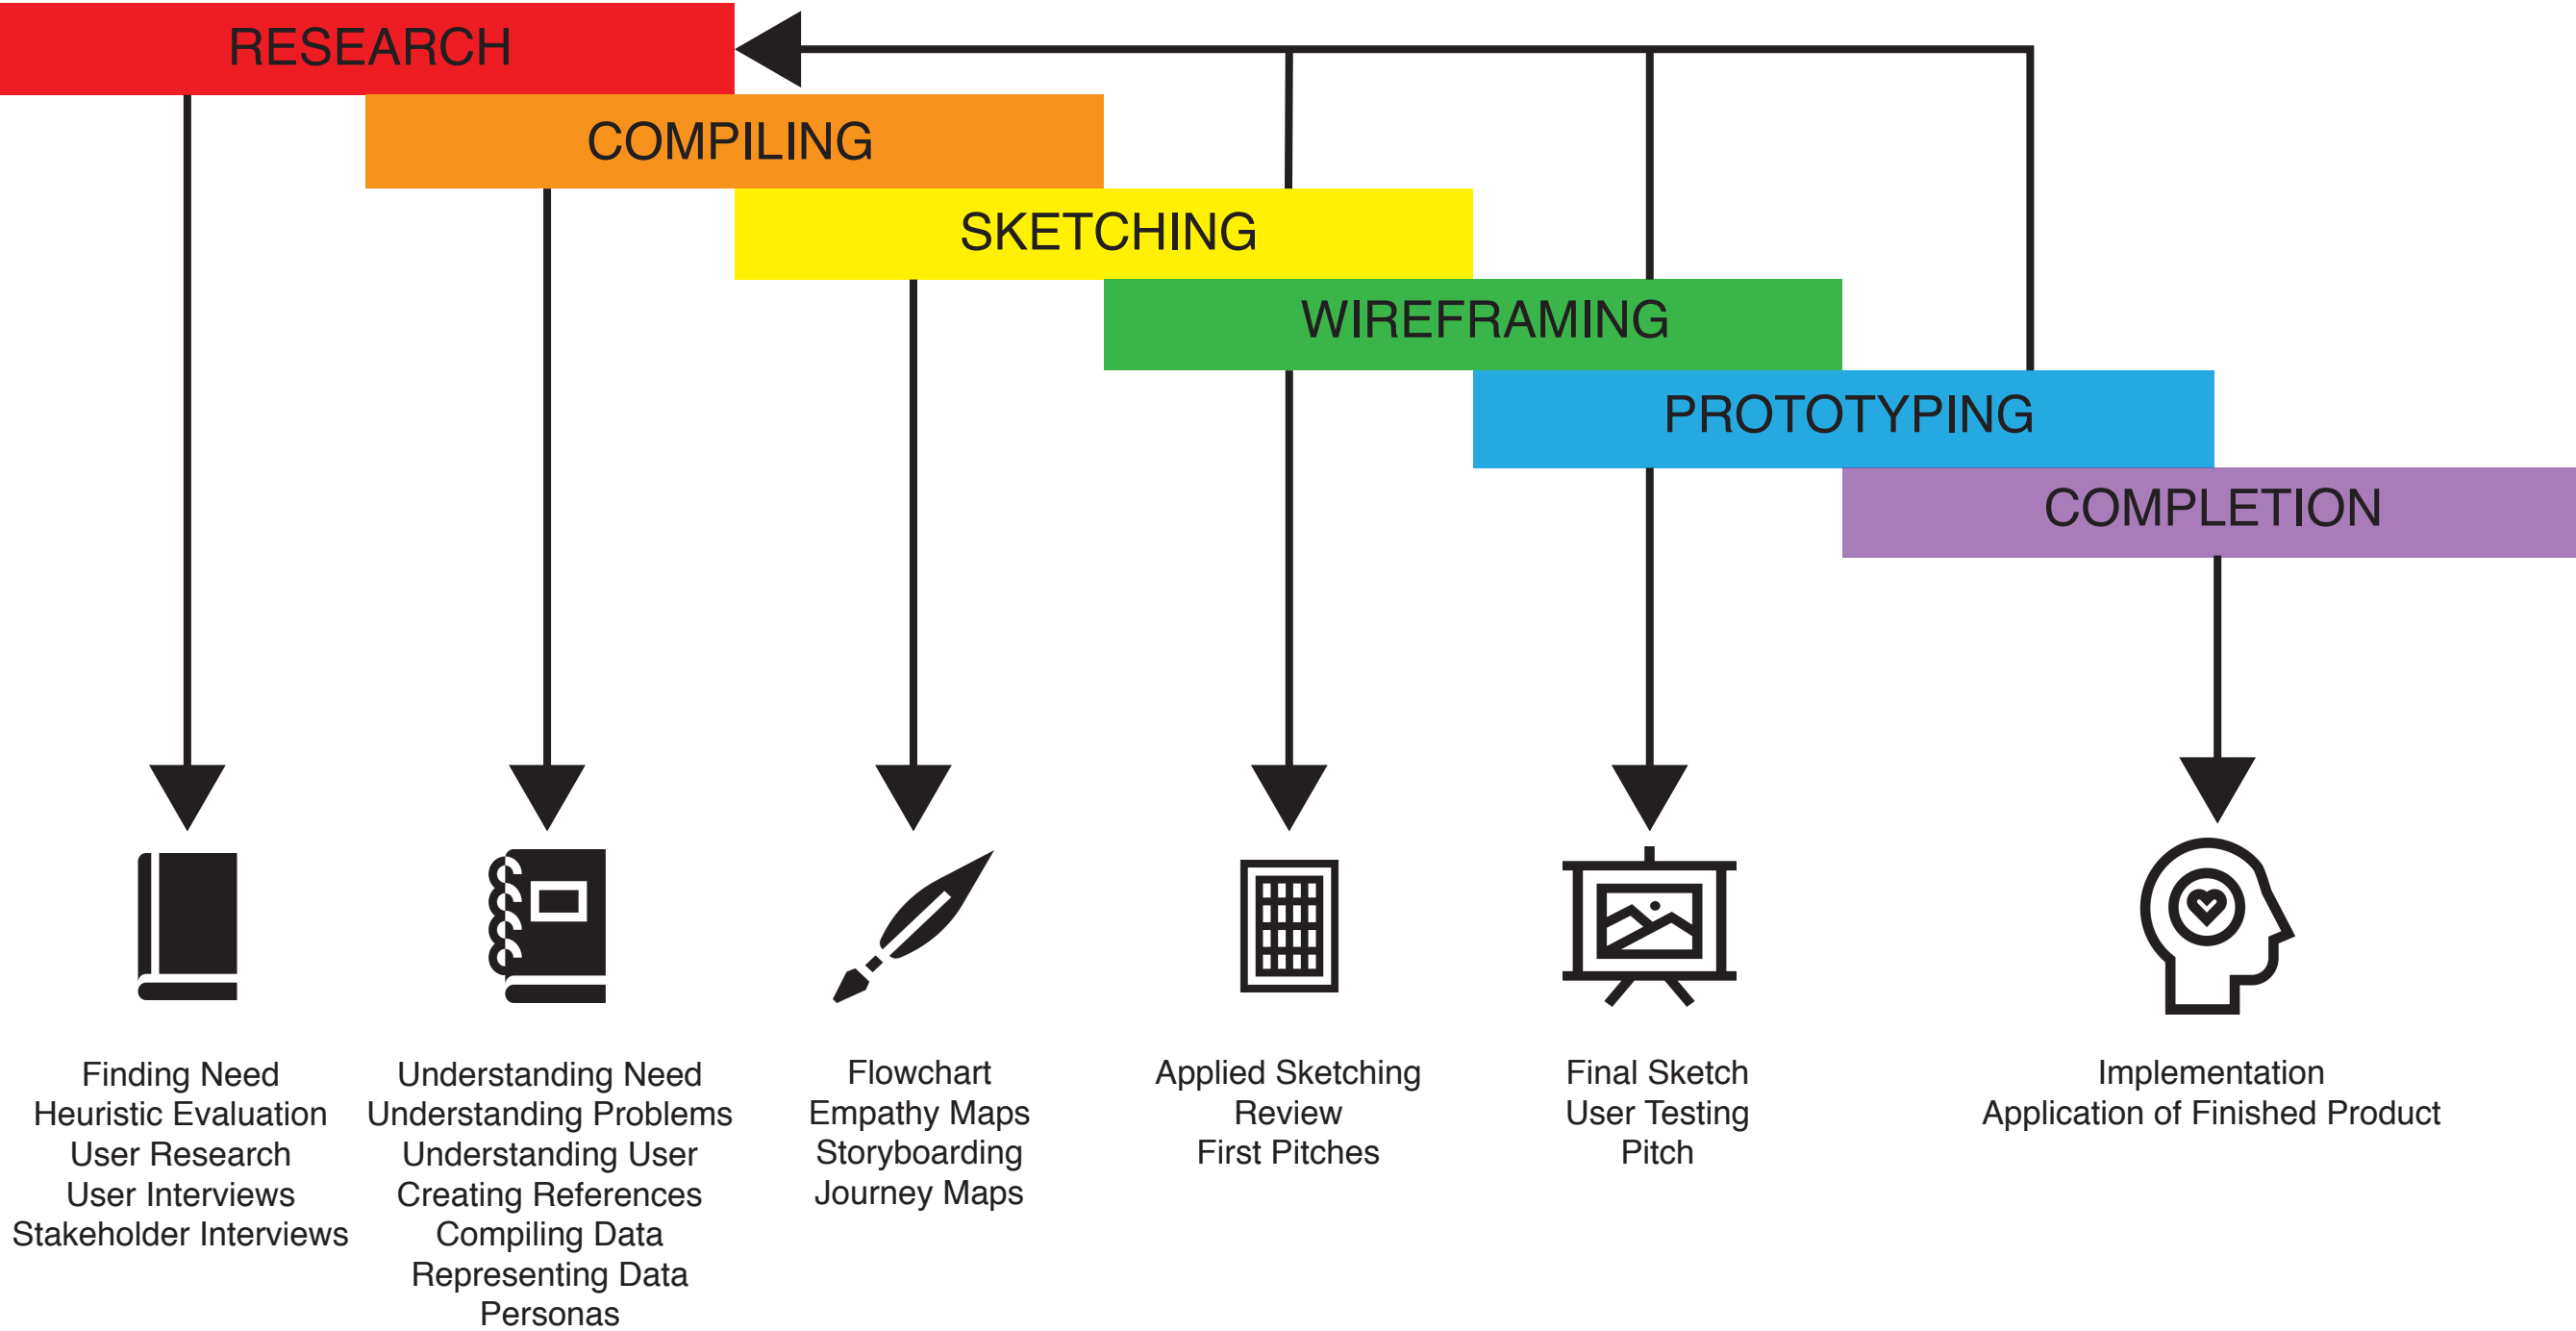 RESEARCH
COMPILING
SKETCHING
WIREFRAMING
PROTOTYPING
COMPLETION
Finding Need
Heuristic Evaluation
User Research
User Interviews
Stakeholder Interviews
Understanding Need
Understanding Problems
Understanding User
Creating References
Compiling Data
Representing Data
Personas
Flowchart
Empathy Maps
Storyboarding
Journey Maps
Applied Sketching
Review
First Pitches
Final Sketch
User Testing
Pitch
Implementation
Application of Finished Product